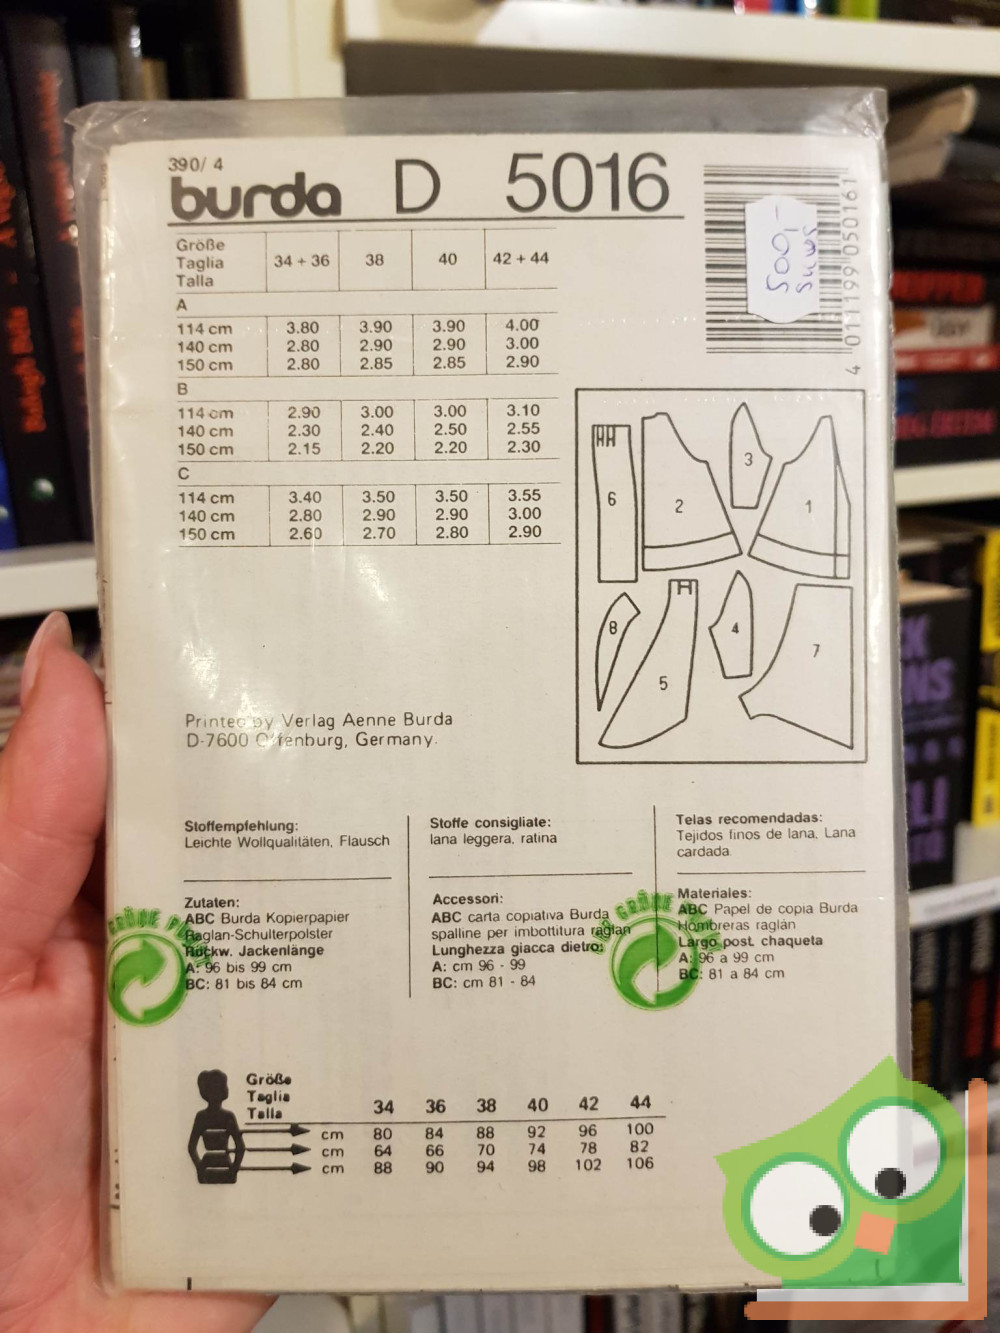 390/ 4
burda D 5016
Größe
Taglia
Talla
34 + 36 38 40 42 + 44
A
114 cm 3.80 3.90 3.90 4.00
140 cm 2.80 2.90 2.90 3.00
150 cm 2.80 2.85 2.85 2.90
B
114 cm 2.90 3.00 3.00 3.10
140 cm 2.30 2.40 2.50 2.55
150 cm 2.15 2.20 2.20 2.30
C
114 cm 3.40 3.50 3.50 3.55
140 cm 2.80 2.90 2.90 3.00
150 cm 2.60 2.70 2.80 2.90
4 011199 050161
500,-
6 2 3 1
8 5 4 7
Printed by Verlag Aenne Burda
D-7600 Offenburg, Germany.
Stoffempfehlung:
Leichte Wollqualitäten, Flausch
Zutaten:
ABC Burda Kopierpapier
Raglan-Schulterpolster
Rückw. Jackenlänge
A: 96 bis 99 cm
BC: 81 bis 84 cm
Stoffe consigliate:
lana leggera, ratina
Accessori:
ABC carta copiativa Burda
spalline per imbottitura raglan
Lunghezza giacca dietro:
A: cm 96 - 99
BC: cm 81 - 84
Telas recomendadas:
Tejidos finos de lana, Lana
cardada
Materiales:
ABC Papel de copia Burda
Hombreras raglán
Largo post chaqueta
A: 96 a 99 cm
BC: 81 a 84 cm
Größe
Taglia
Talla
34 36 38 40 42 44
cm 80 84 88 92 96 100
cm 64 66 70 74 78 82
cm 88 90 94 98 102 106